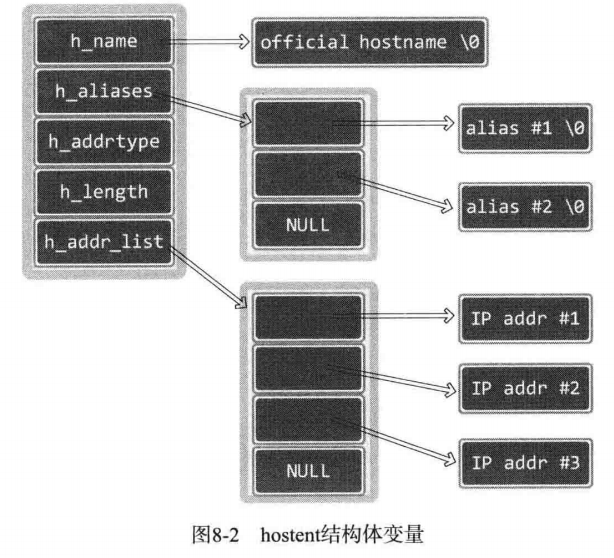 h_name
official hostname \0
h_aliases
alias #1 \0
h_addrtype
h_length
alias #2 \0
NULL
h_addr_list
IP addr #1
IP addr #2
IP addr #3
NULL
图8-2 hostent结构体变量